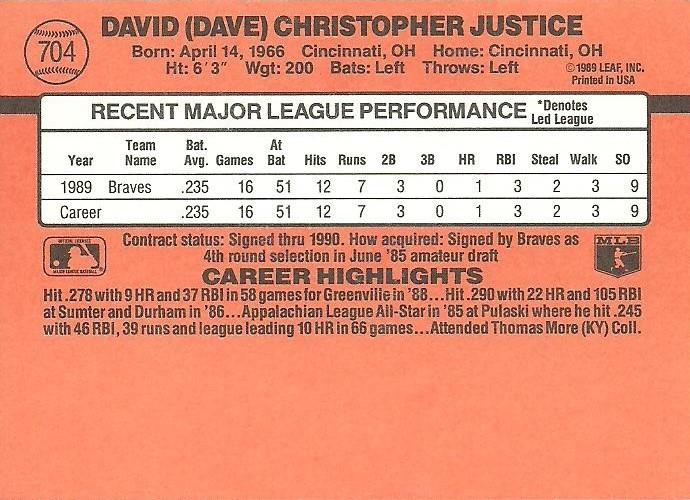 704
DAVID (DAVE) CHRISTOPHER JUSTICE
Born: April 14, 1966 Cincinnati, OH Home: Cincinnati, OH
Ht: 6'3" Wgt: 200 Bats: Left Throws: Left
©1989 LEAF, INC.
Printed in USA
RECENT MAJOR LEAGUE PERFORMANCE *Denotes
Led League
Year Team Name Bat. Avg. Games At Bat Hits Runs 2B 3B HR RBI Steal Walk SO
1989 Braves .235 16 51 12 7 3 0 1 3 2 3 9
Career .235 16 51 12 7 3 0 1 3 2 3 9
OFFICIAL LICENSEE
MAJOR LEAGUE BASEBALL
Contract status: Signed thru 1990. How acquired: Signed by Braves as
4th round selection in June '85 amateur draft
MLB
CAREER HIGHLIGHTS
Hit .278 with 9 HR and 37 RBI in 58 games for Greenville in '88...Hit .290 with 22 HR and 105 RBI
at Sumter and Durham in '86...Appalachian League All-Star in '85 at Pulaski where he hit .245
with 46 RBI, 39 runs and league leading 10 HR in 66 games...Attended Thomas More (KY) Coll.